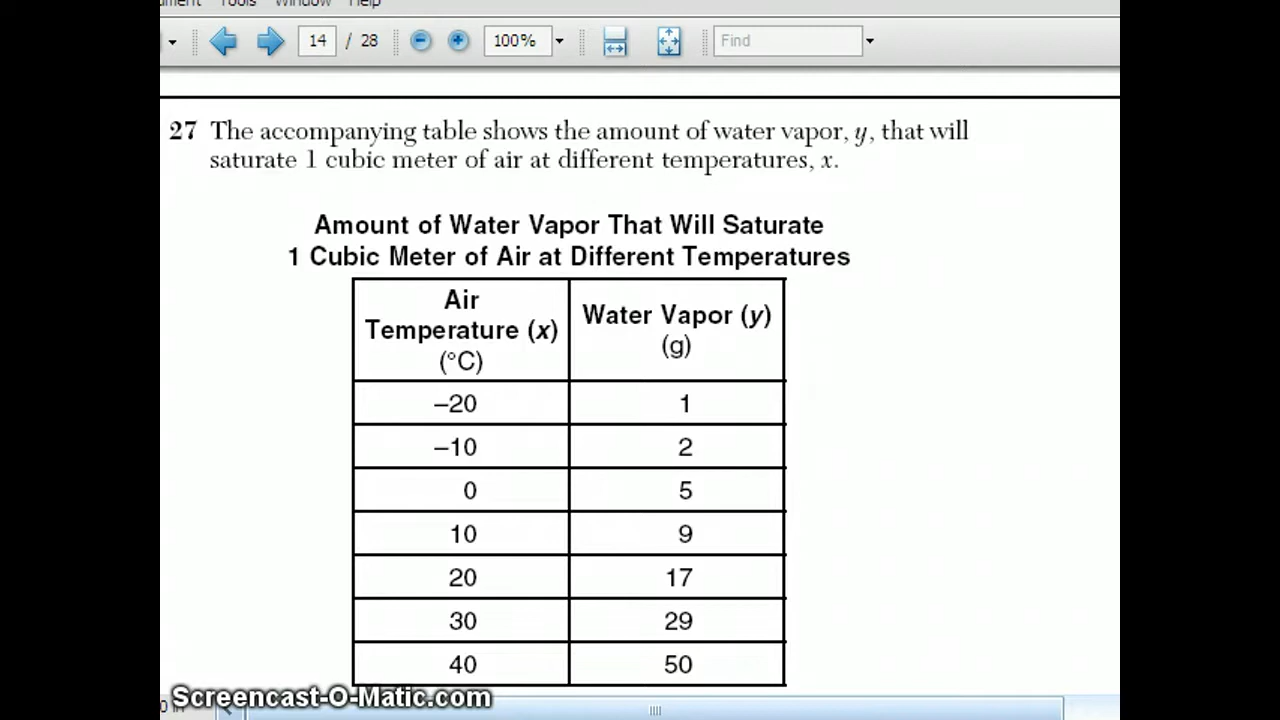 Tools Window Help
14 / 28 100% Find
27 The accompanying table shows the amount of water vapor, y, that will
saturate 1 cubic meter of air at different temperatures, x.
Amount of Water Vapor That Will Saturate
1 Cubic Meter of Air at Different Temperatures
Air
Temperature (x)
(°C)
Water Vapor (y)
(g)
–20 1
–10 2
0 5
10 9
20 17
30 29
40 50
Screencast-O-Matic.com